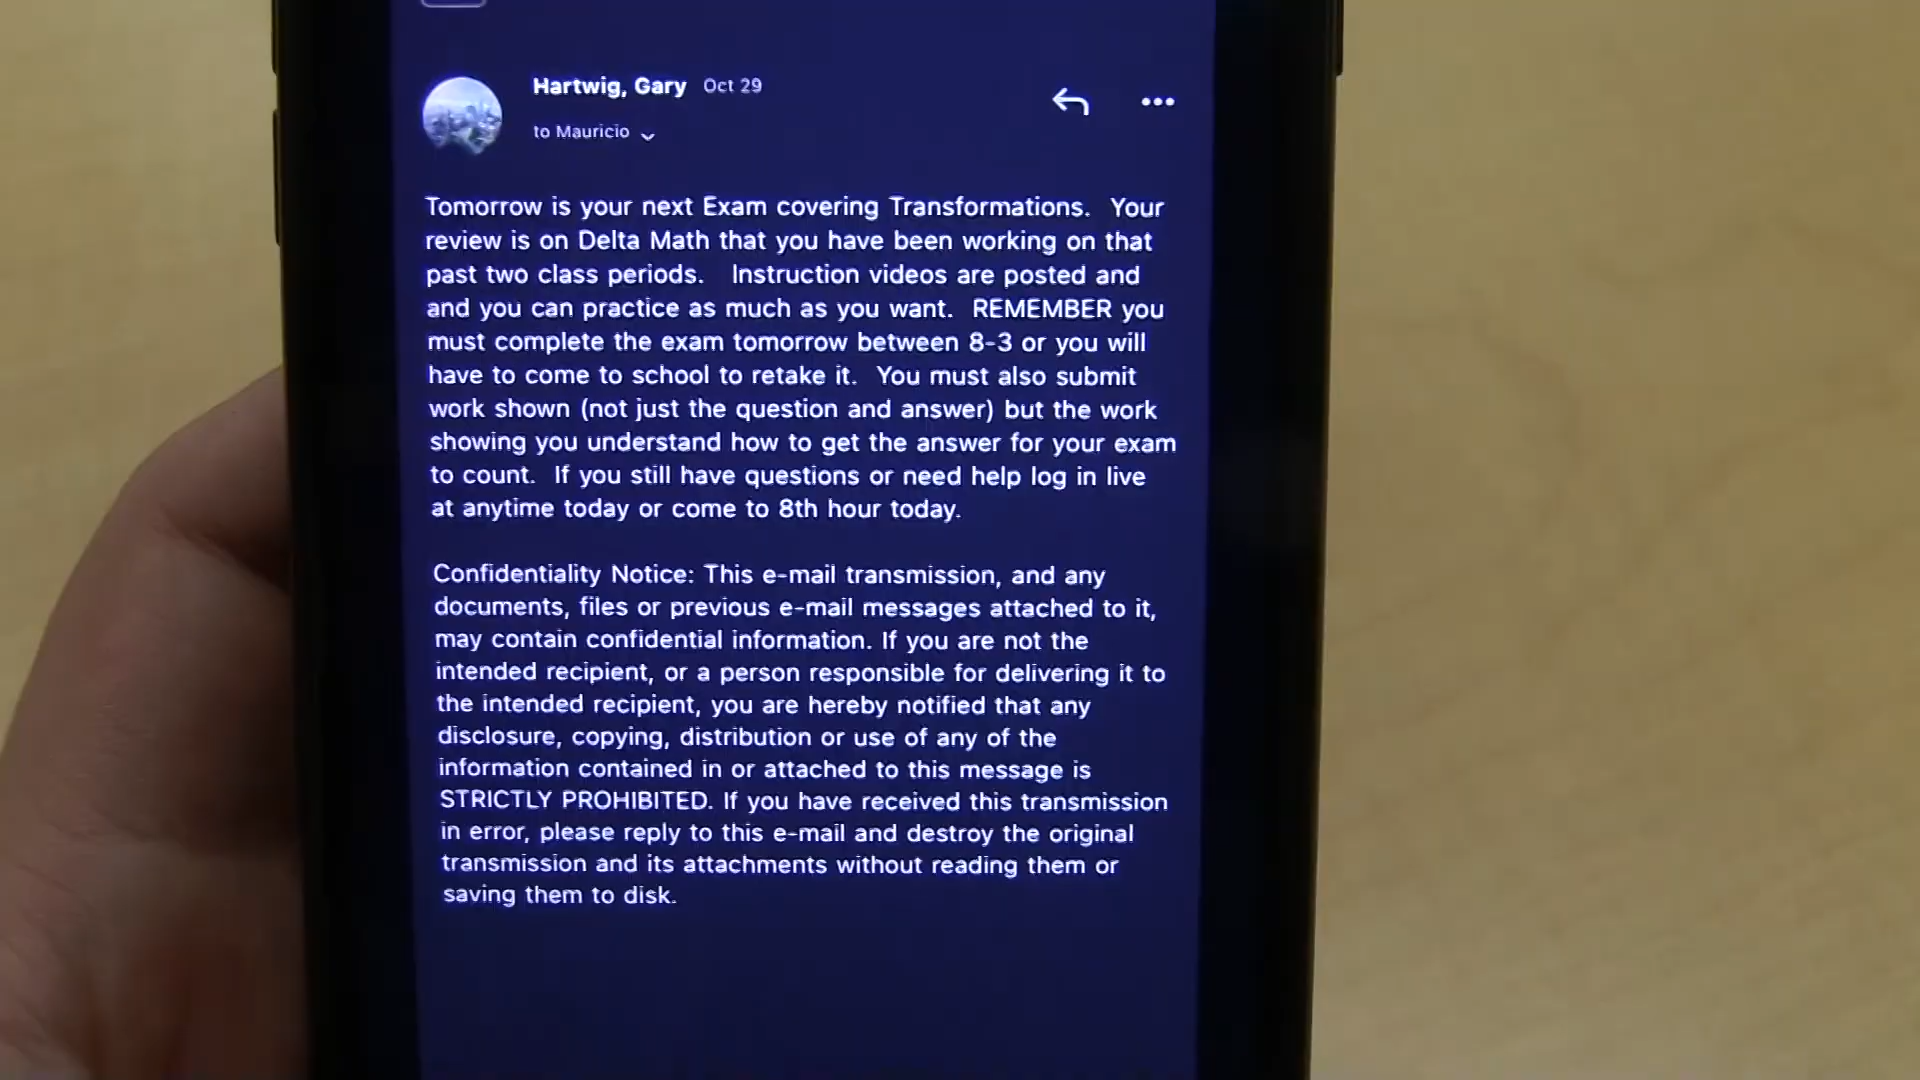 Hartwig, Gary Oct 29
to Mauricio
Tomorrow is your next Exam covering Transformations. Your
review is on Delta Math that you have been working on that
past two class periods. Instruction videos are posted and
and you can practice as much as you want. REMEMBER you
must complete the exam tomorrow between 8-3 or you will
have to come to school to retake it. You must also submit
work shown (not just the question and answer) but the work
showing you understand how to get the answer for your exam
to count. If you still have questions or need help log in live
at anytime today or come to 8th hour today.
Confidentiality Notice: This e-mail transmission, and any
documents, files or previous e-mail messages attached to it,
may contain confidential information. If you are not the
intended recipient, or a person responsible for delivering it to
the intended recipient, you are hereby notified that any
disclosure, copying, distribution or use of any of the
information contained in or attached to this message is
STRICTLY PROHIBITED. If you have received this transmission
in error, please reply to this e-mail and destroy the original
transmission and its attachments without reading them or
saving them to disk.